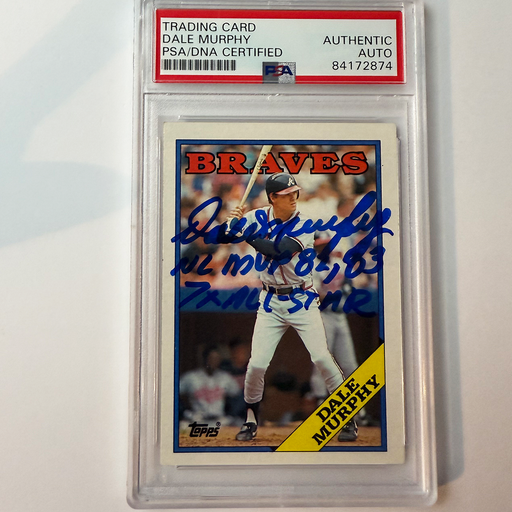 TRADING CARD
DALE MURPHY
PSA/DNA CERTIFIED
AUTHENTIC
AUTO
84172874
PSA
BRAVES
A
Dale Murphy
NL MVP 82, 83
7X ALL-STAR
DALE
MURPHY
Topps®